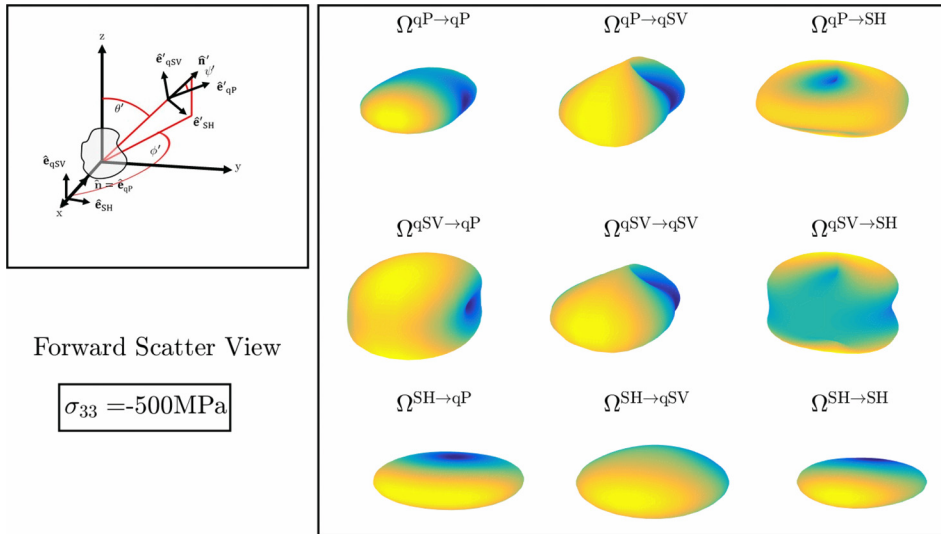 z
ê′qSV
n̂′
ψ′
ê′qP
θ′
ê′SH
ϕ′
êqSV
y
n̂ = êqP
x
êSH
Forward Scatter View
σ33 =-500MPa
ΩqP→qP ΩqP→qSV ΩqP→SH
ΩqSV→qP ΩqSV→qSV ΩqSV→SH
ΩSH→qP ΩSH→qSV ΩSH→SH